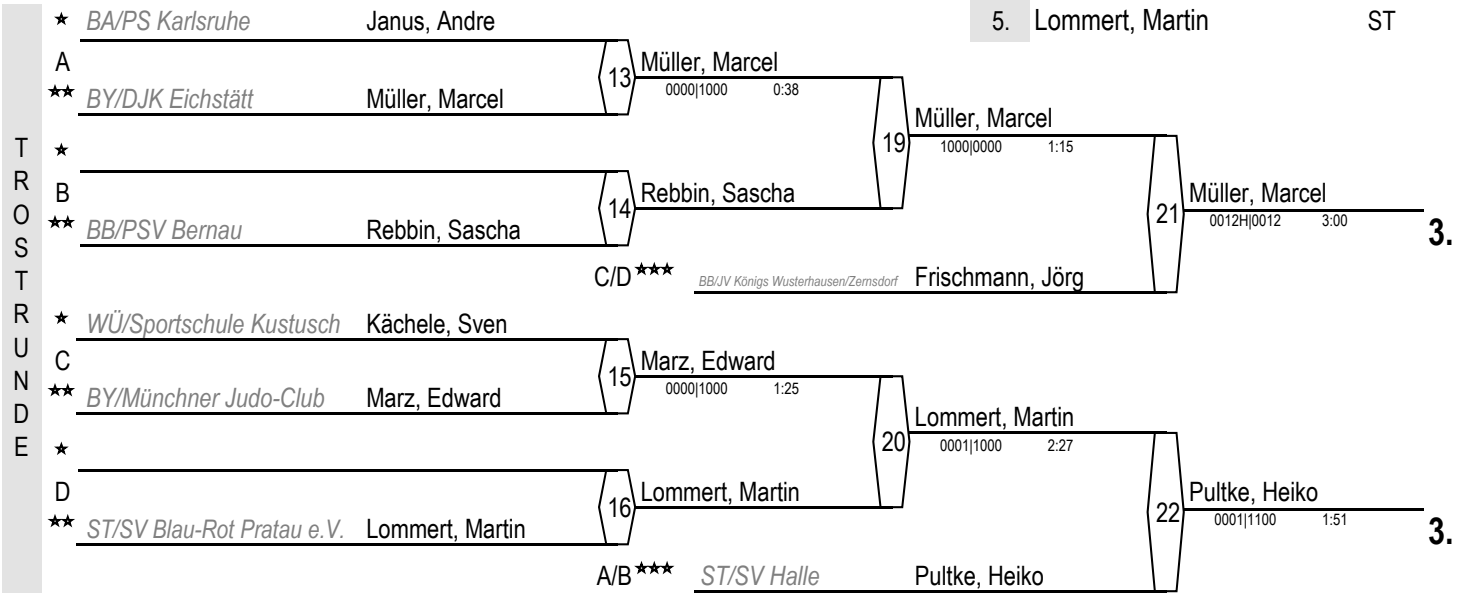 ★ BA/PS Karlsruhe Janus, Andre
5. Lommert, Martin ST
A
13 Müller, Marcel
0000|1000 0:38
★★ BY/DJK Eichstätt Müller, Marcel
19 Müller, Marcel
1000|0000 1:15
★
B
14 Rebbin, Sascha
★★ BB/PSV Bernau Rebbin, Sascha
21 Müller, Marcel
0012H|0012 3:00
3.
C/D ★★★ BB/JV Königs Wusterhausen/Zernsdorf Frischmann, Jörg
TROSTRUNDE
★ WÜ/Sportschule Kustusch Kächele, Sven
C
15 Marz, Edward
0000|1000 1:25
★★ BY/Münchner Judo-Club Marz, Edward
20 Lommert, Martin
0001|1000 2:27
★
D
16 Lommert, Martin
★★ ST/SV Blau-Rot Pratau e.V. Lommert, Martin
22 Pultke, Heiko
0001|1100 1:51
3.
A/B ★★★ ST/SV Halle Pultke, Heiko